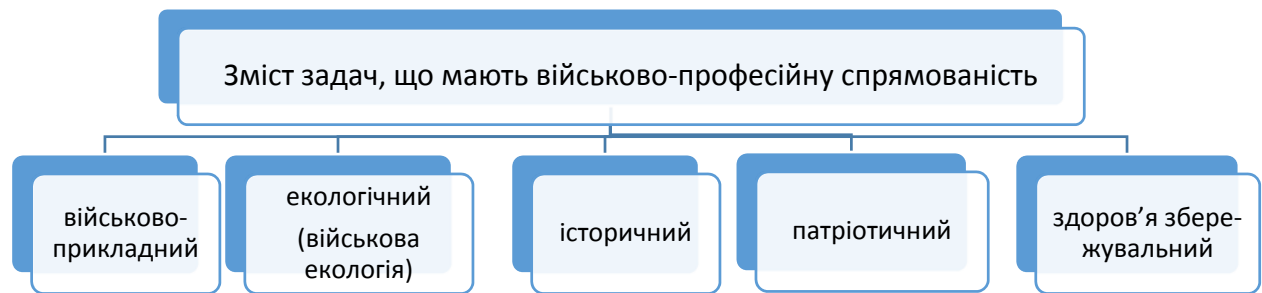 Зміст задач, що мають військово-професійну спрямованість
військово-
прикладний
екологічний
(військова
екологія)
історичний
патріотичний
здоров’я збере-
жувальний